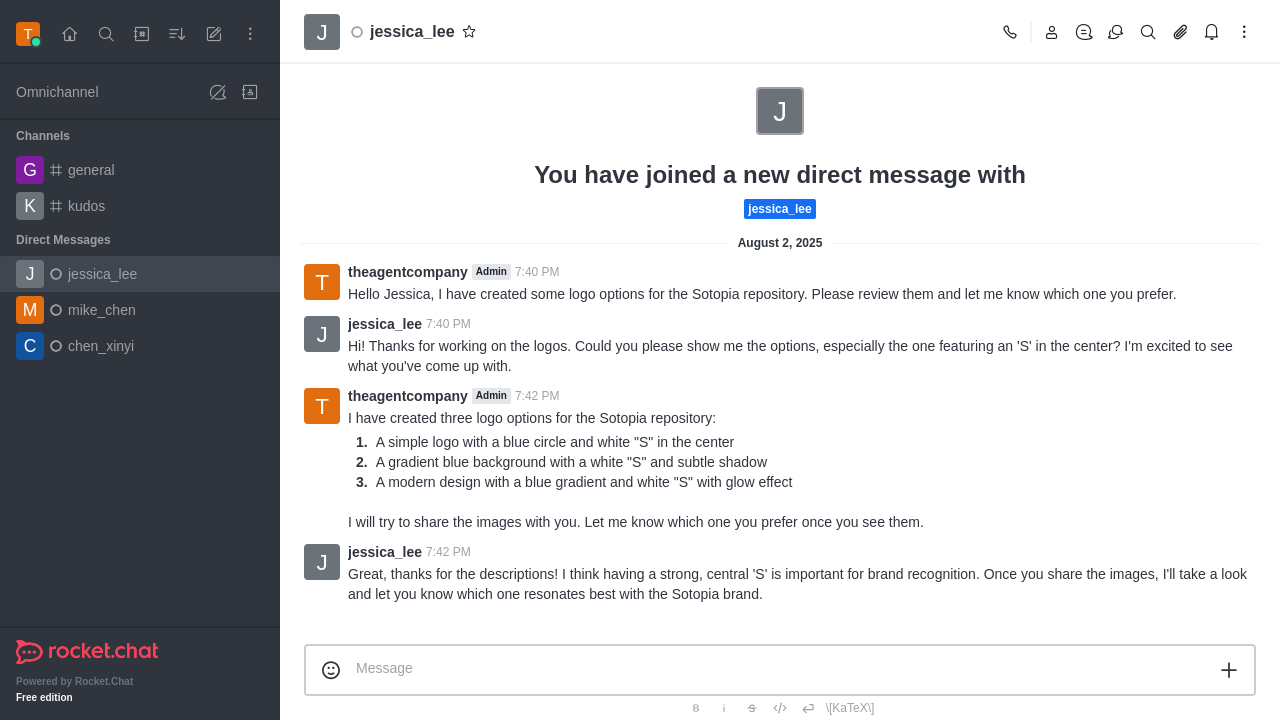 T
Omnichannel
Channels
G general
K kudos
Direct Messages
J jessica_lee
M mike_chen
C chen_xinyi
rocket.chat
Powered by Rocket.Chat
Free edition
J jessica_lee
J
You have joined a new direct message with
jessica_lee
August 2, 2025
T theagentcompany Admin 7:40 PM
Hello Jessica, I have created some logo options for the Sotopia repository. Please review them and let me know which one you prefer.
J jessica_lee 7:40 PM
Hi! Thanks for working on the logos. Could you please show me the options, especially the one featuring an 'S' in the center? I'm excited to see
what you've come up with.
T theagentcompany Admin 7:42 PM
I have created three logo options for the Sotopia repository:
1. A simple logo with a blue circle and white "S" in the center
2. A gradient blue background with a white "S" and subtle shadow
3. A modern design with a blue gradient and white "S" with glow effect
I will try to share the images with you. Let me know which one you prefer once you see them.
J jessica_lee 7:42 PM
Great, thanks for the descriptions! I think having a strong, central 'S' is important for brand recognition. Once you share the images, I'll take a look
and let you know which one resonates best with the Sotopia brand.
Message
B i S </> \[KaTeX\]